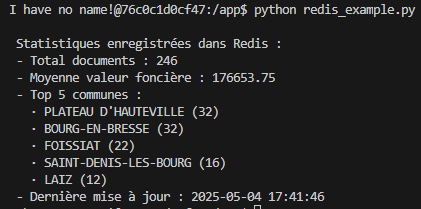 I have no name!@76c0c1d0cf47:/app$ python redis_example.py
Statistiques enregistrées dans Redis :
- Total documents : 246
- Moyenne valeur foncière : 176653.75
- Top 5 communes :
· PLATEAU D'HAUTEVILLE (32)
· BOURG-EN-BRESSE (32)
· FOISSIAT (22)
· SAINT-DENIS-LES-BOURG (16)
· LAIZ (12)
- Dernière mise à jour : 2025-05-04 17:41:46